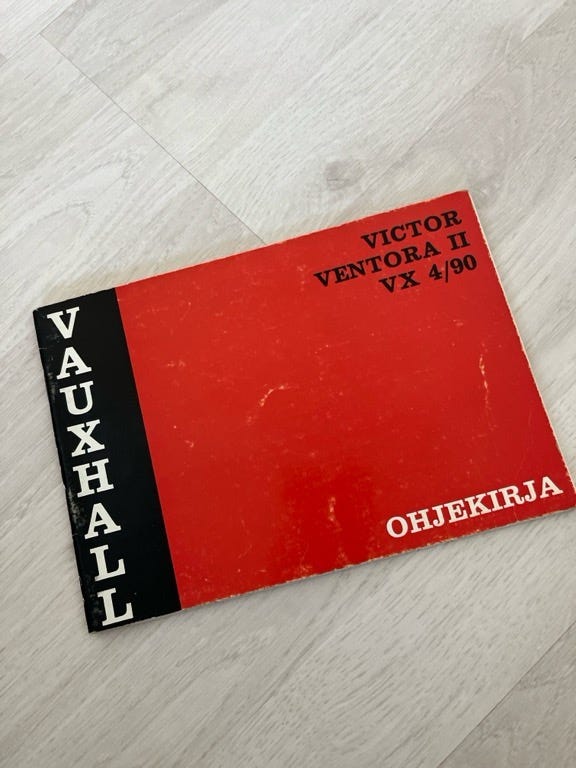 VAUXHALL
VICTOR
VENTORA II
VX 4/90
OHJEKIRJA